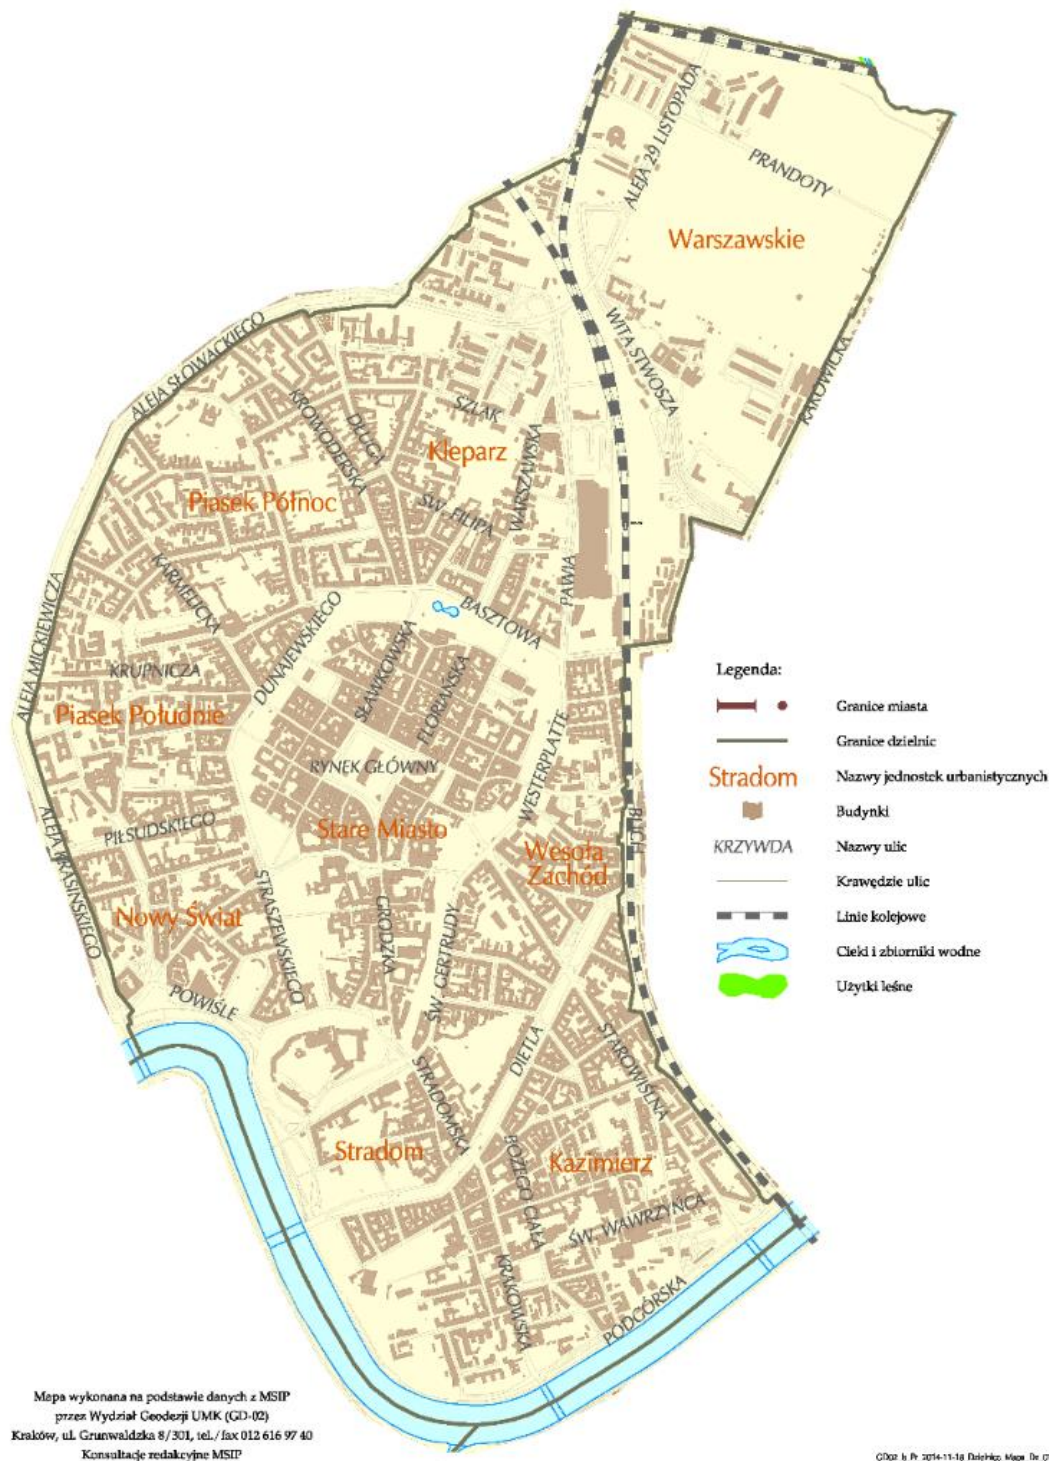 ALEJA 29 LISTOPADA
PRANDOTY
Warszawskie
WITA STWOSZA
RAKOWICKA
ALEJA SŁOWACKIEGO
KROWODERSKA
DŁUGA
SZLAK
Kleparz
WARSZAWSKA
Piasek Północ
ŚW. FILIPA
KARMELICKA
PAWIA
BASZTOWA
ALEJA MICKIEWICZA
DUNAJEWSKIEGO
SŁAWKOWSKA
FLORIAŃSKA
KRUPNICZA
Piasek Południe
RYNEK GŁÓWNY
WESTERPLATTE
Stare Miasto
PIŁSUDSKIEGO
Wesoła
Zachód
BLICH
ALEJA KRASIŃSKIEGO
Nowy Świat
STRASZEWSKIEGO
GRODZKA
ŚW. GERTRUDY
POWIŚLE
DIETLA
STAROWIŚLNA
STRADOMSKA
Stradom
BOŻEGO CIAŁA
Kazimierz
ŚW. WAWRZYŃCA
KRAKOWSKA
PODGÓRSKA
Legenda:
Granice miasta
Granice dzielnic
Stradom Nazwy jednostek urbanistycznych
Budynki
KRZYWDA Nazwy ulic
Krawędzie ulic
Linie kolejowe
Cieki i zbiorniki wodne
Użytki leśne
Mapa wykonana na podstawie danych z MSIP
przez Wydział Geodezji UMK (GD-02)
Kraków, ul. Grunwaldzka 8/301, tel./fax 012 616 97 40
Konsultacje redakcyjne MSIP